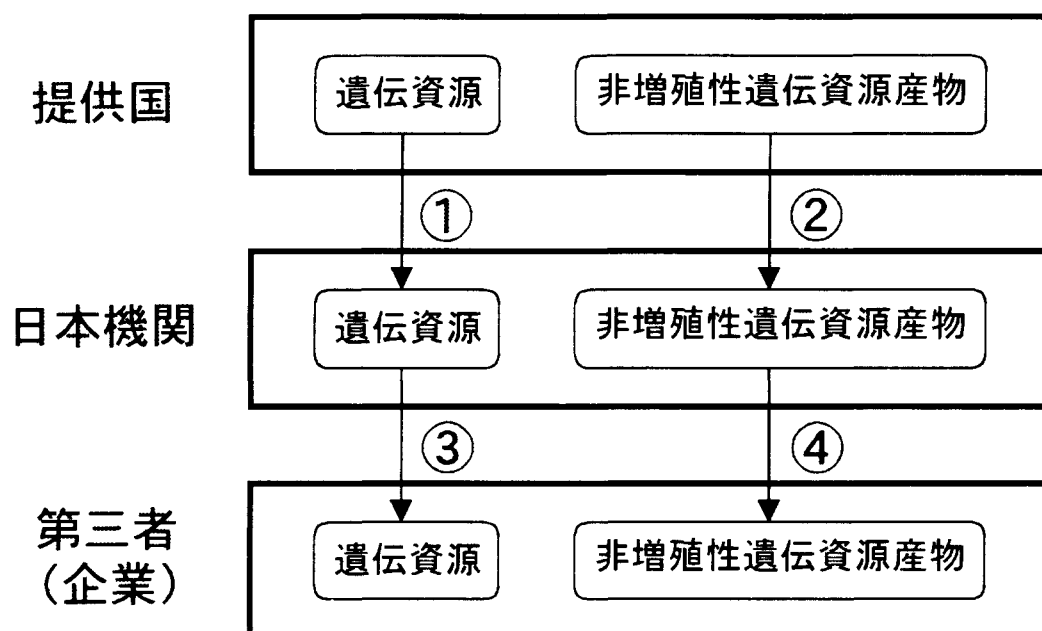 提供国
遺伝資源
非増殖性遺伝資源産物
①
②
日本機関
遺伝資源
非増殖性遺伝資源産物
③
④
第三者
(企業)
遺伝資源
非増殖性遺伝資源産物